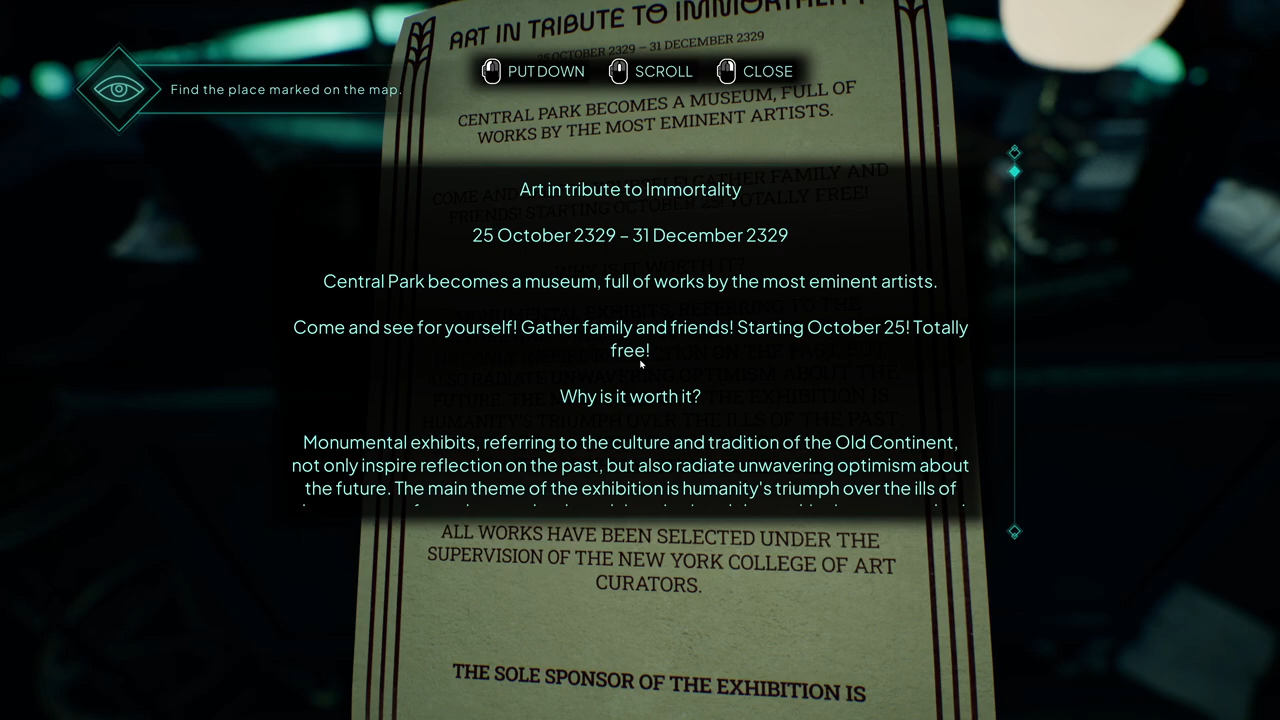 ART IN TRIBUTE TO IMMORTALITY
25 OCTOBER 2329 – 31 DECEMBER 2329
PUT DOWN
SCROLL
CLOSE
Find the place marked on the map.
CENTRAL PARK BECOMES A MUSEUM, FULL OF
WORKS BY THE MOST EMINENT ARTISTS.
Art in tribute to Immortality
25 October 2329 – 31 December 2329
Central Park becomes a museum, full of works by the most eminent artists.
Come and see for yourself! Gather family and friends! Starting October 25! Totally
free!
Why is it worth it?
Monumental exhibits, referring to the culture and tradition of the Old Continent,
not only inspire reflection on the past, but also radiate unwavering optimism about
the future. The main theme of the exhibition is humanity's triumph over the ills of
ALL WORKS HAVE BEEN SELECTED UNDER THE
SUPERVISION OF THE NEW YORK COLLEGE OF ART
CURATORS.
THE SOLE SPONSOR OF THE EXHIBITION IS